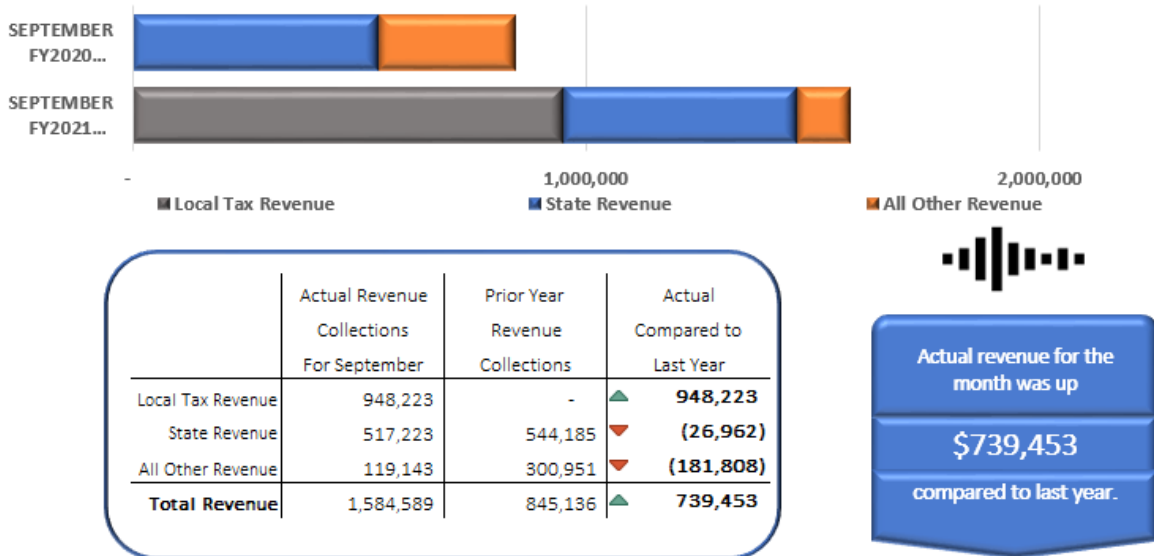 SEPTEMBER
FY2020...
SEPTEMBER
FY2021...
- 1,000,000 2,000,000
Local Tax Revenue State Revenue All Other Revenue
Actual Revenue Prior Year Actual
Collections Revenue Compared to
For September Collections Last Year
Local Tax Revenue 948,223 - 948,223
State Revenue 517,223 544,185 (26,962)
All Other Revenue 119,143 300,951 (181,808)
Total Revenue 1,584,589 845,136 739,453
Actual revenue for the
month was up
$739,453
compared to last year.